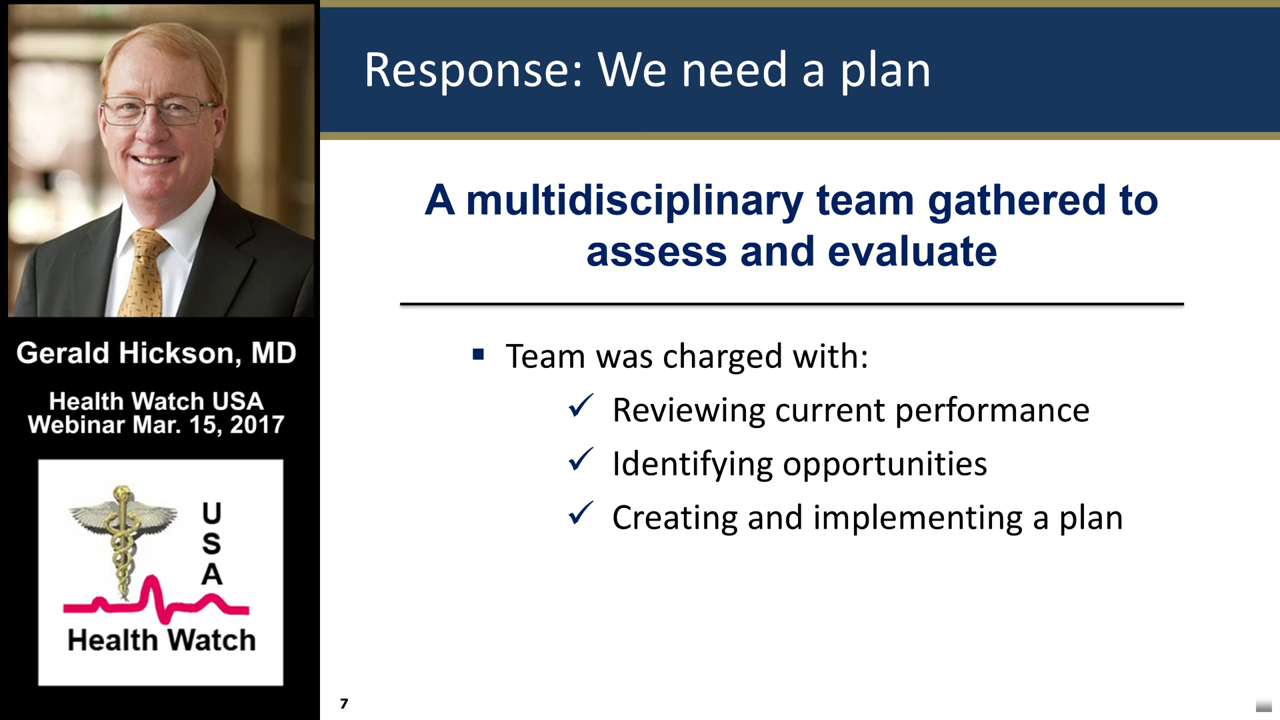 Response: We need a plan
A multidisciplinary team gathered to
assess and evaluate
Team was charged with:
Reviewing current performance
Identifying opportunities
Creating and implementing a plan
7
Gerald Hickson, MD
Health Watch USA
Webinar Mar. 15, 2017
U
S
A
Health Watch